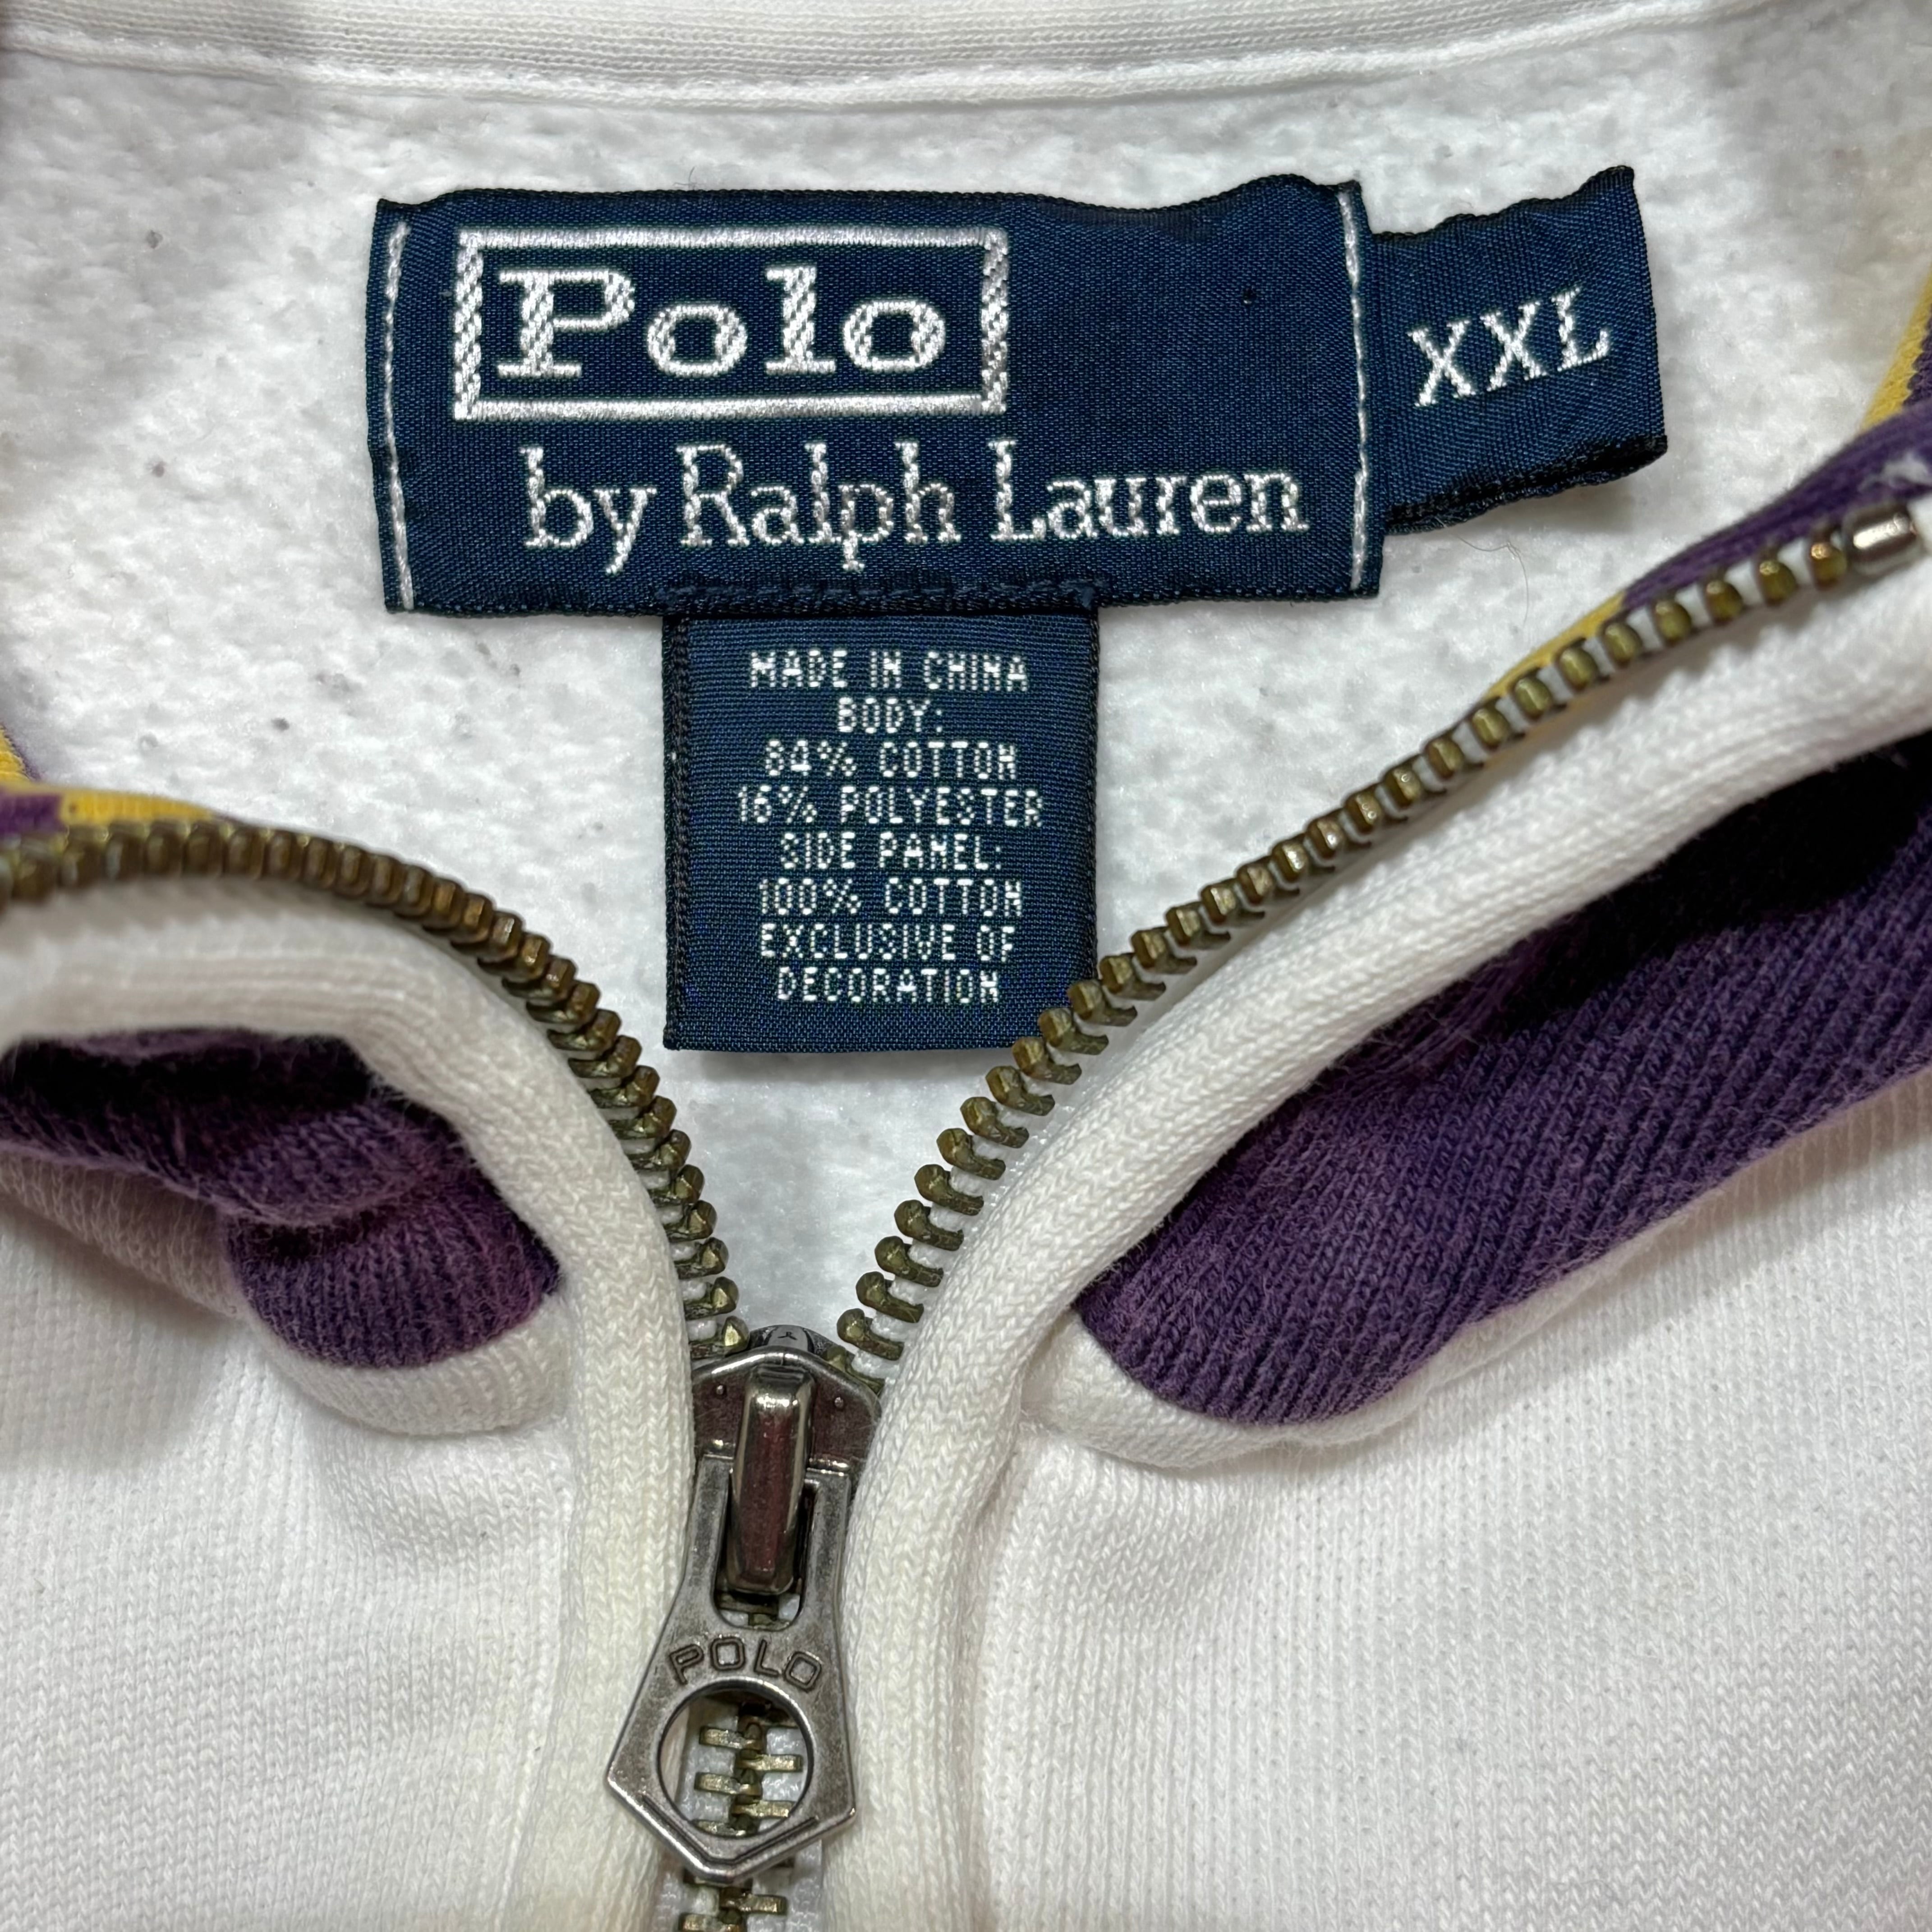 Polo
by Ralph Lauren
XXL
MADE IN CHINA
BODY:
84% COTTON
16% POLYESTER
SIDE PANEL:
100% COTTON
EXCLUSIVE OF
DECORATION
POLO